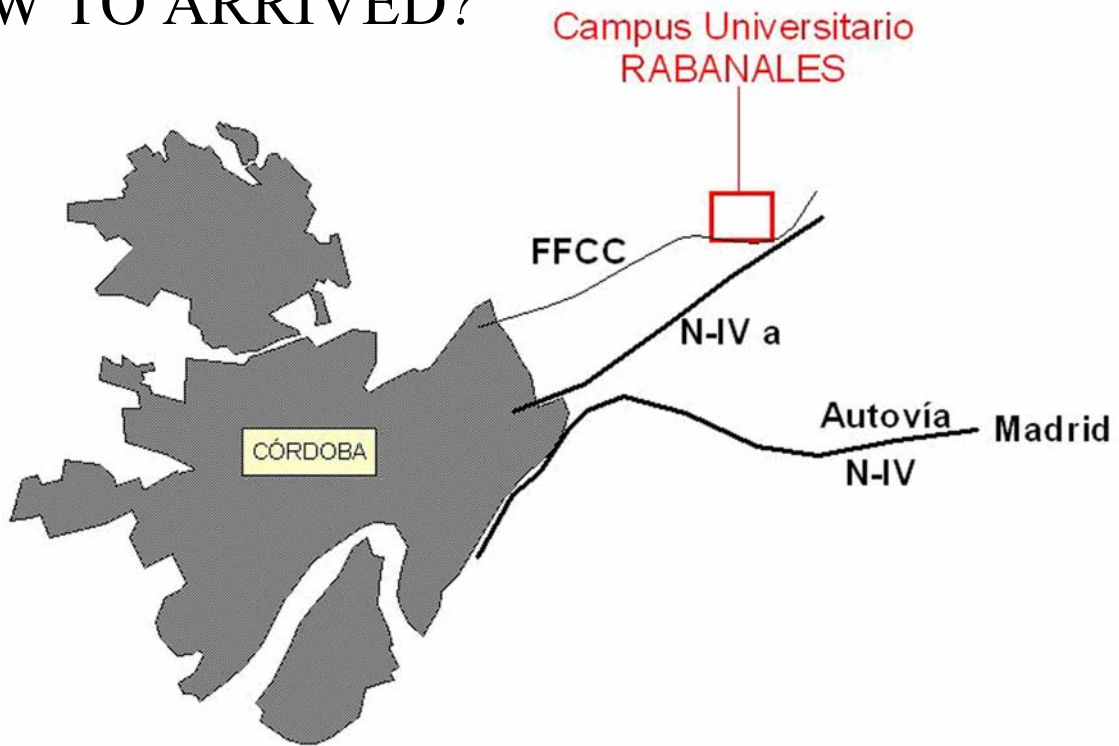 TO ARRIVED?
Campus Universitario
RABANALES
FFCC
N-IV a
CÓRDOBA
Autovía
Madrid
N-IV